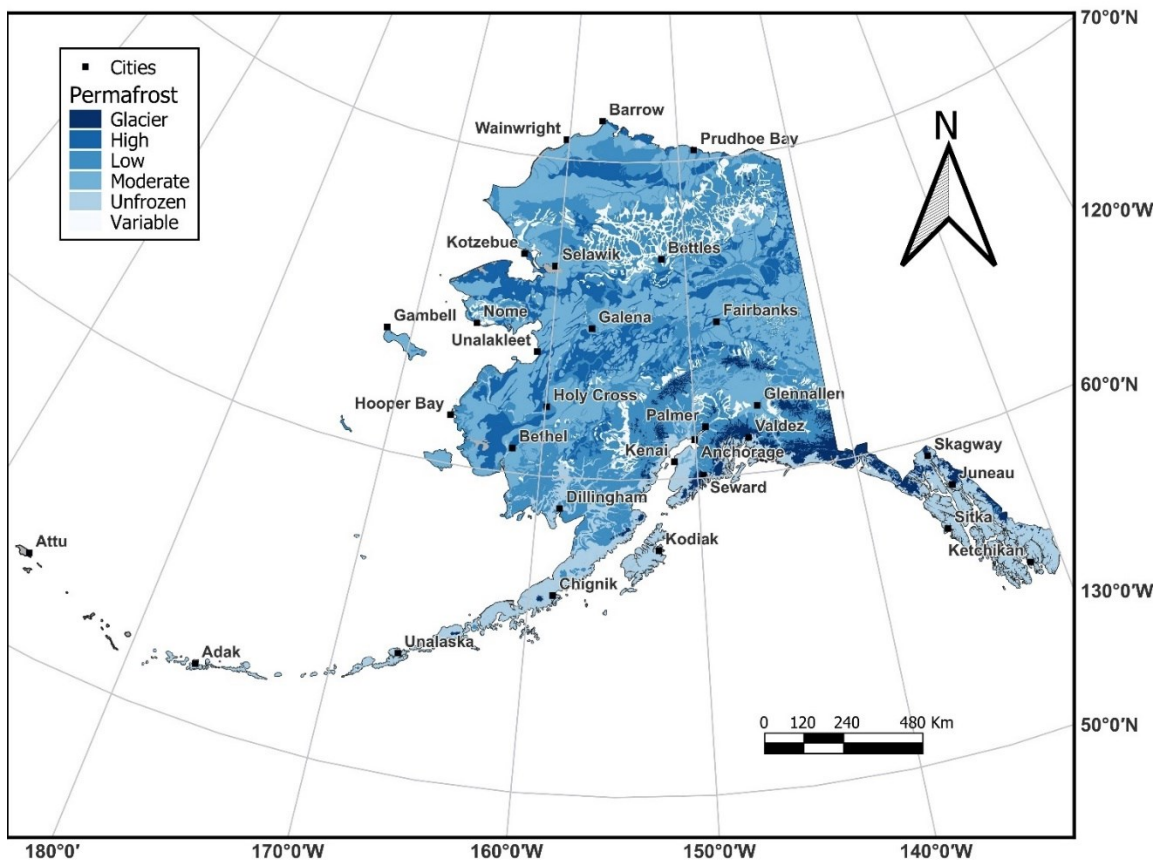 70°0'N
Cities
Permafrost
Glacier
High
Low
Moderate
Unfrozen
Variable
Barrow
Wainwright
Prudhoe Bay
N
120°0'W
Kotzebue
Selawik
Bettles
Gambell
Nome
Galena
Fairbanks
Unalakleet
60°0'N
Hooper Bay
Holy Cross
Glennallen
Palmer
Valdez
Bethel
Kenai
Anchorage
Skagway
Juneau
Seward
Dillingham
Sitka
Attu
Kodiak
Ketchikan
Chignik
130°0'W
Unalaska
Adak
0 120 240 480 Km
50°0'N
180°0'
170°0'W
160°0'W
150°0'W
140°0'W